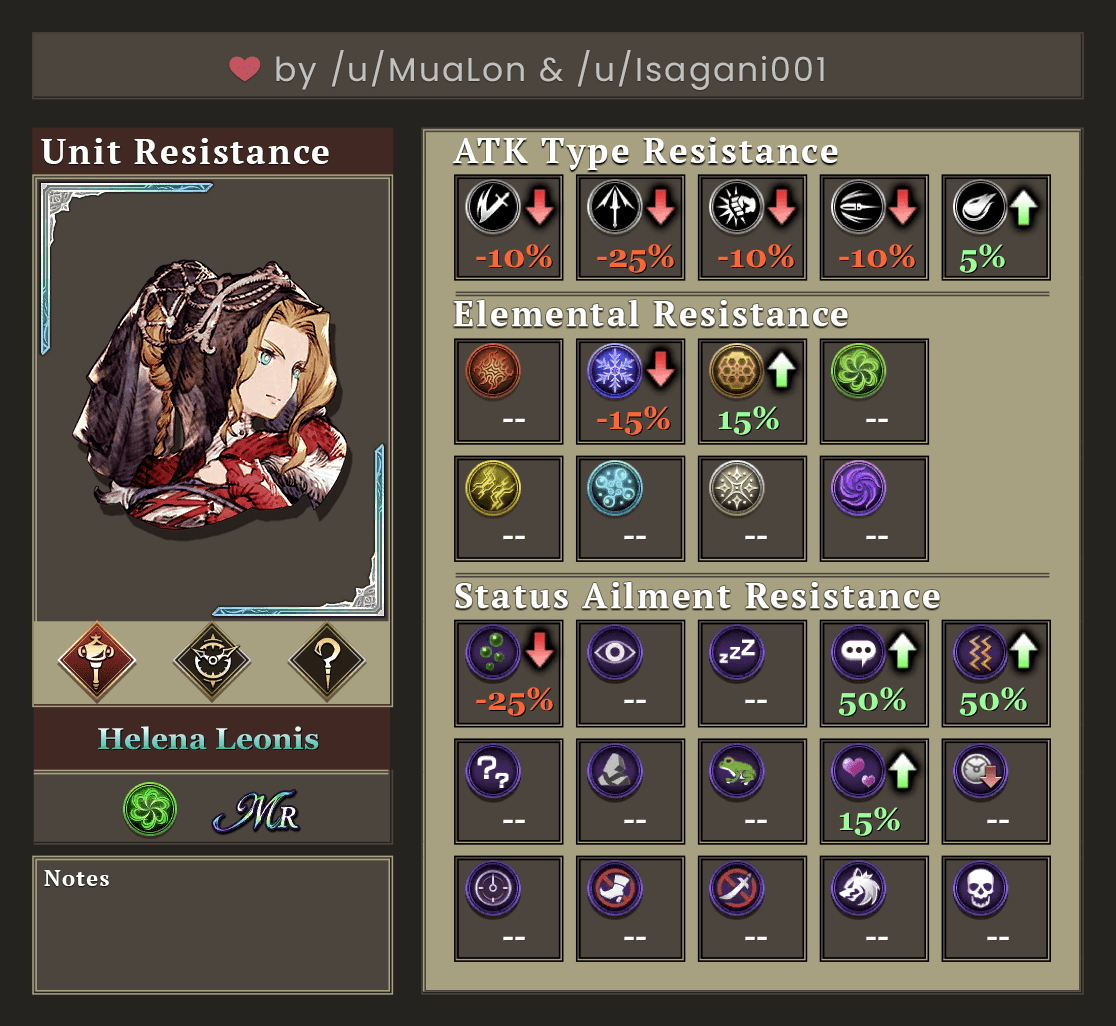 by /u/MuaLon & /u/Isagani001
Unit Resistance
Helena Leonis
MR
Notes
ATK Type Resistance
-10% -25% -10% -10% 5%
Elemental Resistance
-- -15% 15% --
-- -- -- --
Status Ailment Resistance
zzZ
-25% -- -- 50% 50%
??
-- -- -- 15% --
-- -- -- -- --